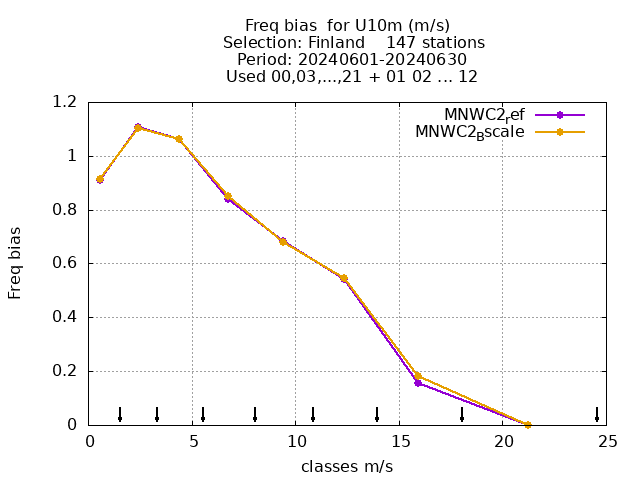 Freq bias  for U10m (m/s)
Selection: Finland    147 stations
Period: 20240601-20240630
Used 00,03,...,21 + 01 02 ... 12
MNWC2_ref
MNWC2_Bscale
1.2
1
0.8
0.6
0.4
0.2
0
Freq bias
0 5 10 15 20 25
classes m/s